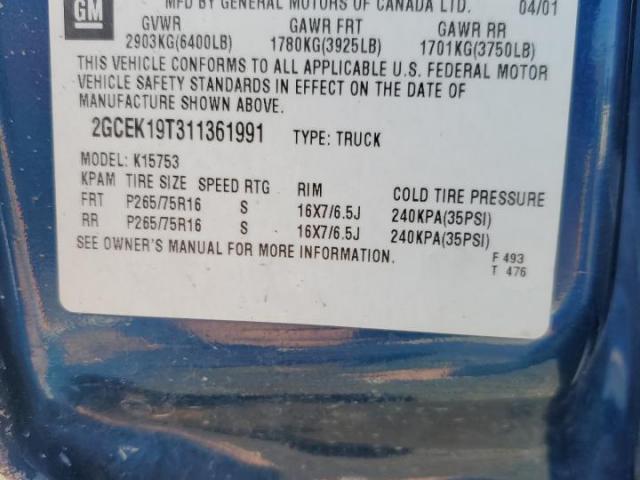 GM
MFD BY GENERAL MOTORS OF CANADA LTD. 04/01
GVWR GAWR FRT GAWR RR
2903KG(6400LB) 1780KG(3925LB) 1701KG(3750LB)
THIS VEHICLE CONFORMS TO ALL APPLICABLE U.S. FEDERAL MOTOR
VEHICLE SAFETY STANDARDS IN EFFECT ON THE DATE OF
MANUFACTURE SHOWN ABOVE.
2GCEK19T311361991 TYPE: TRUCK
MODEL: K15753
KPAM TIRE SIZE SPEED RTG RIM COLD TIRE PRESSURE
FRT P265/75R16 S 16X7/6.5J 240KPA(35PSI)
RR P265/75R16 S 16X7/6.5J 240KPA(35PSI)
SEE OWNER'S MANUAL FOR MORE INFORMATION.
F 493
T 476